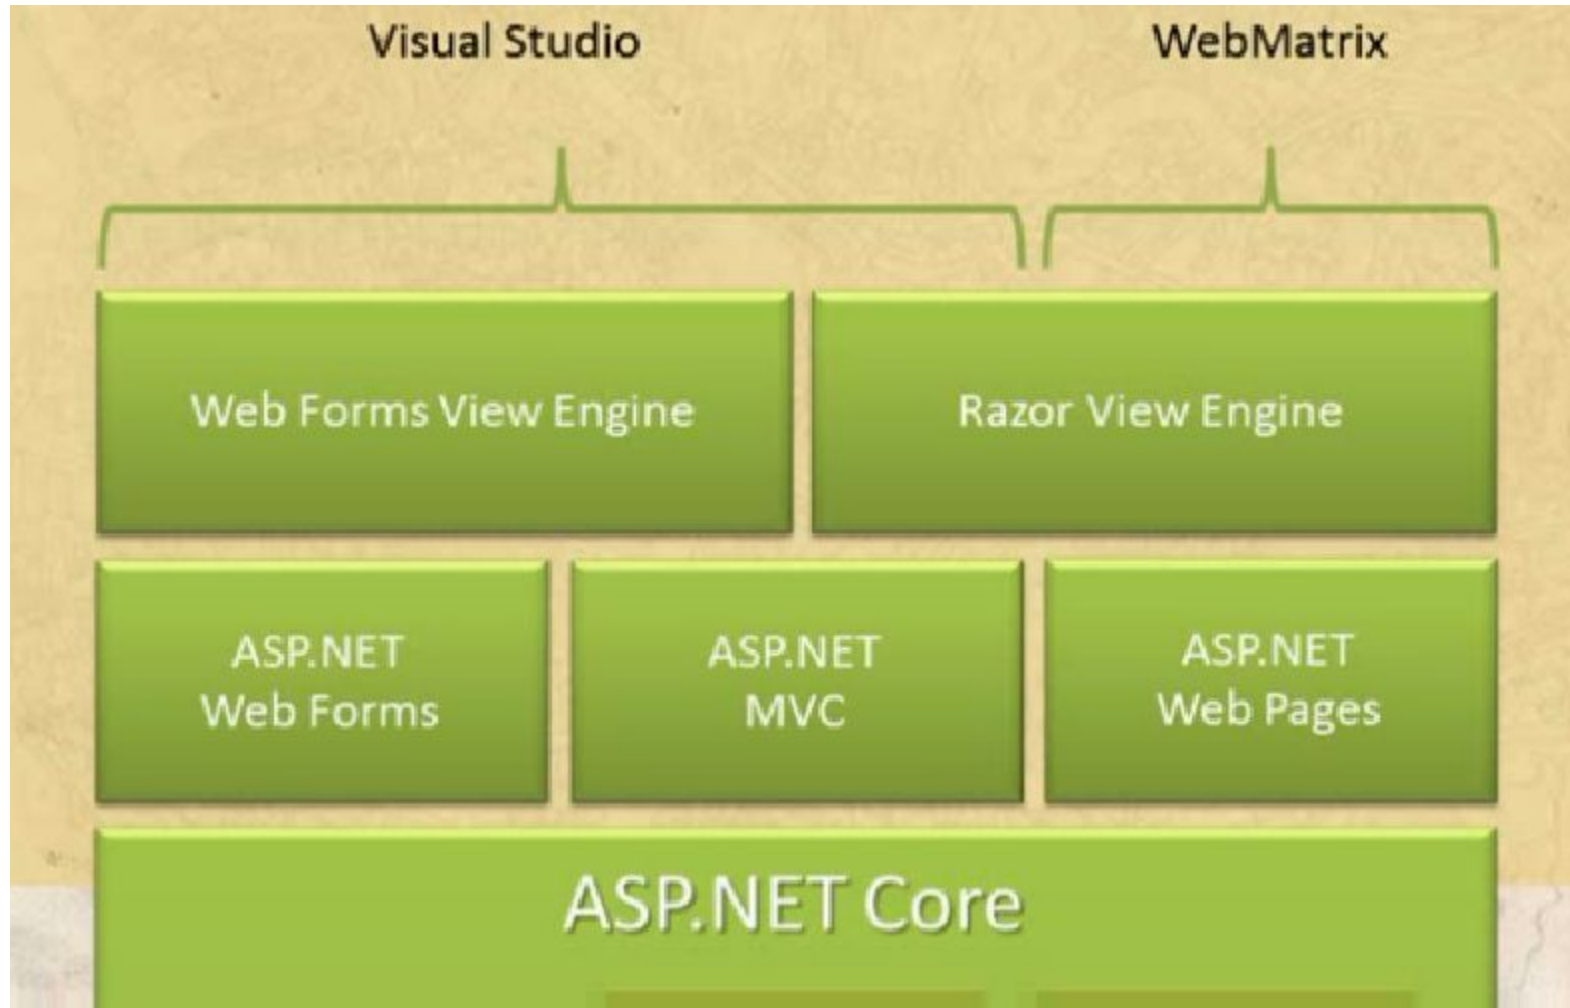 Visual Studio
WebMatrix
Web Forms View Engine
Razor View Engine
ASP.NET
Web Forms
ASP.NET
MVC
ASP.NET
Web Pages
ASP.NET Core